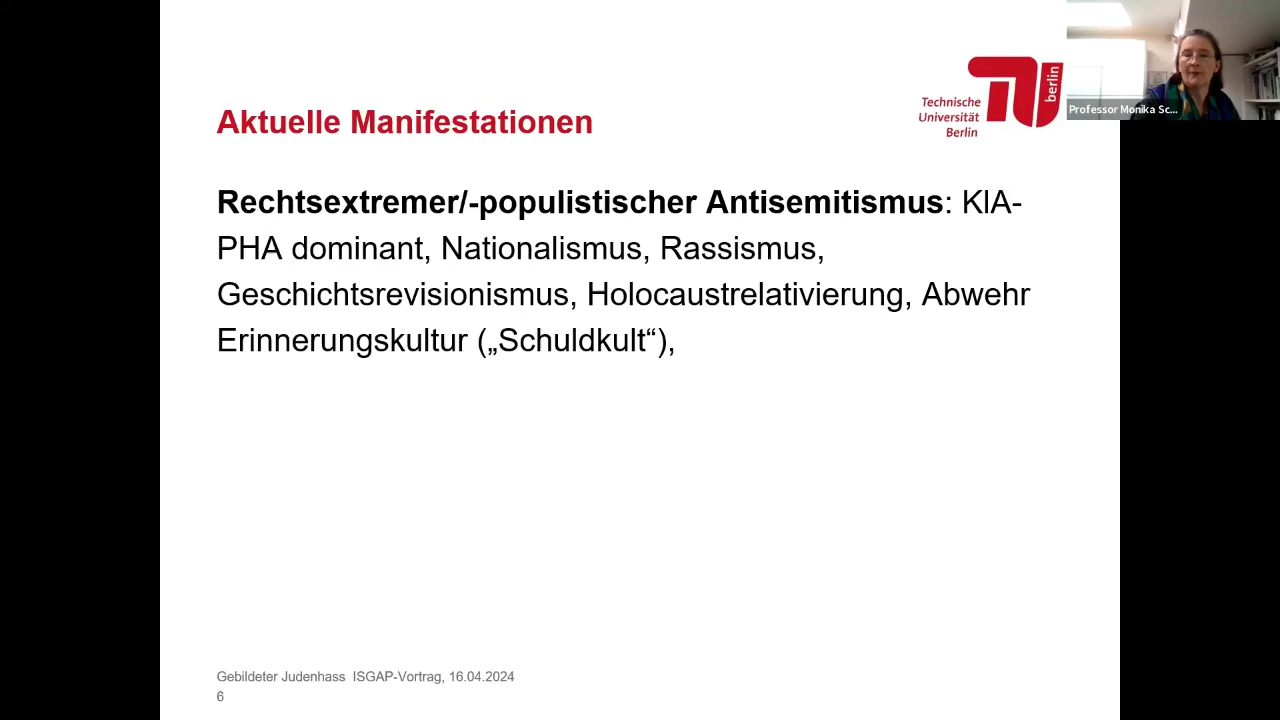 Aktuelle Manifestationen
Technische
Universität
Berlin
berlin
Professor Monika Sc...
Rechtsextremer/-populistischer Antisemitismus: KlA-
PHA dominant, Nationalismus, Rassismus,
Geschichtsrevisionismus, Holocaustrelativierung, Abwehr
Erinnerungskultur („Schuldkult“),
Gebildeter Judenhass ISGAP-Vortrag, 16.04.2024
6